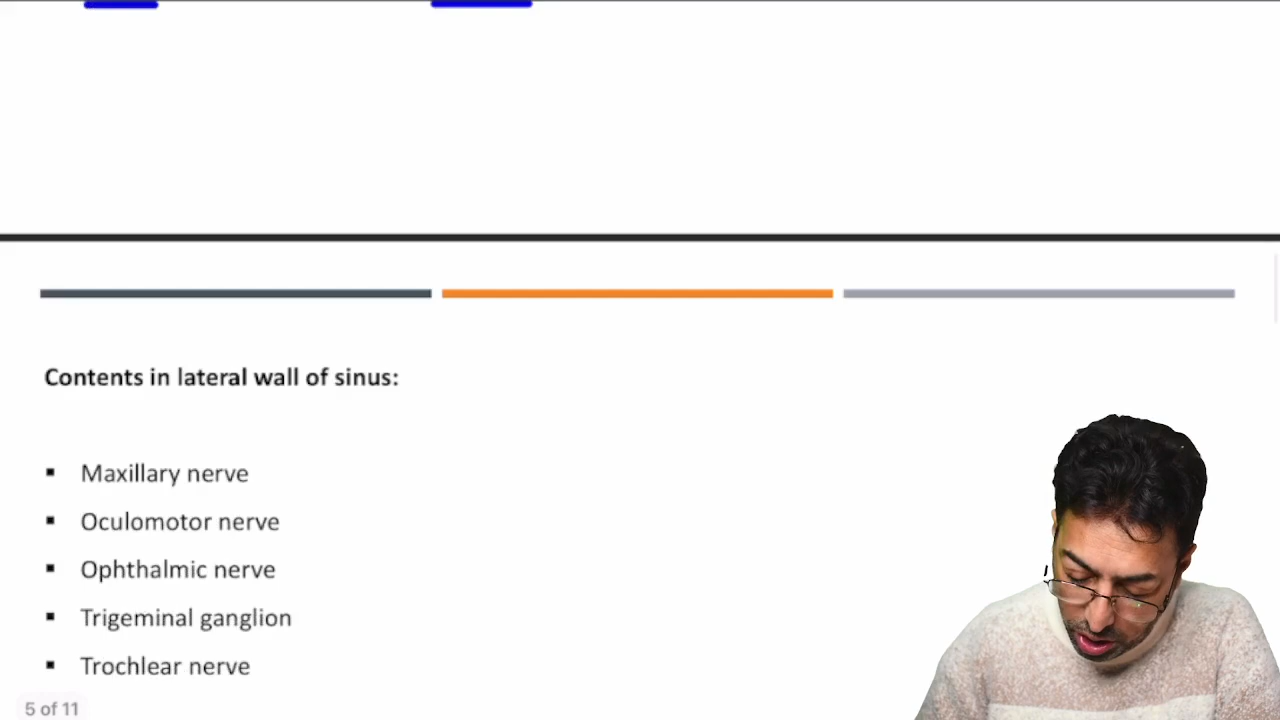 Contents in lateral wall of sinus:
▪ Maxillary nerve
▪ Oculomotor nerve
▪ Ophthalmic nerve
▪ Trigeminal ganglion
▪ Trochlear nerve
5 of 11